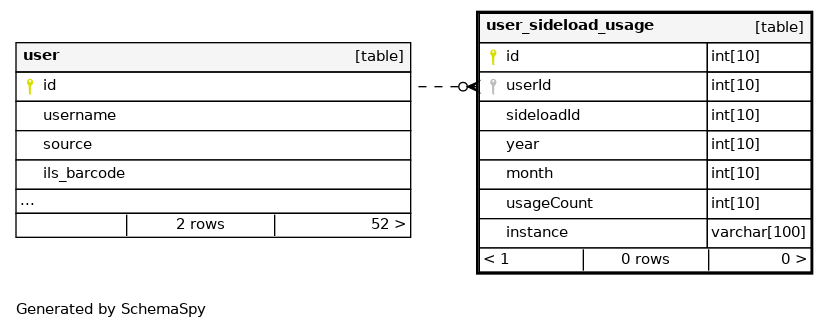 user [table]
id
username
source
ils_barcode
...
2 rows 52 >
user_sideload_usage [table]
id int[10]
userId int[10]
sideloadId int[10]
year int[10]
month int[10]
usageCount int[10]
instance varchar[100]
< 1 0 rows 0 >
Generated by SchemaSpy